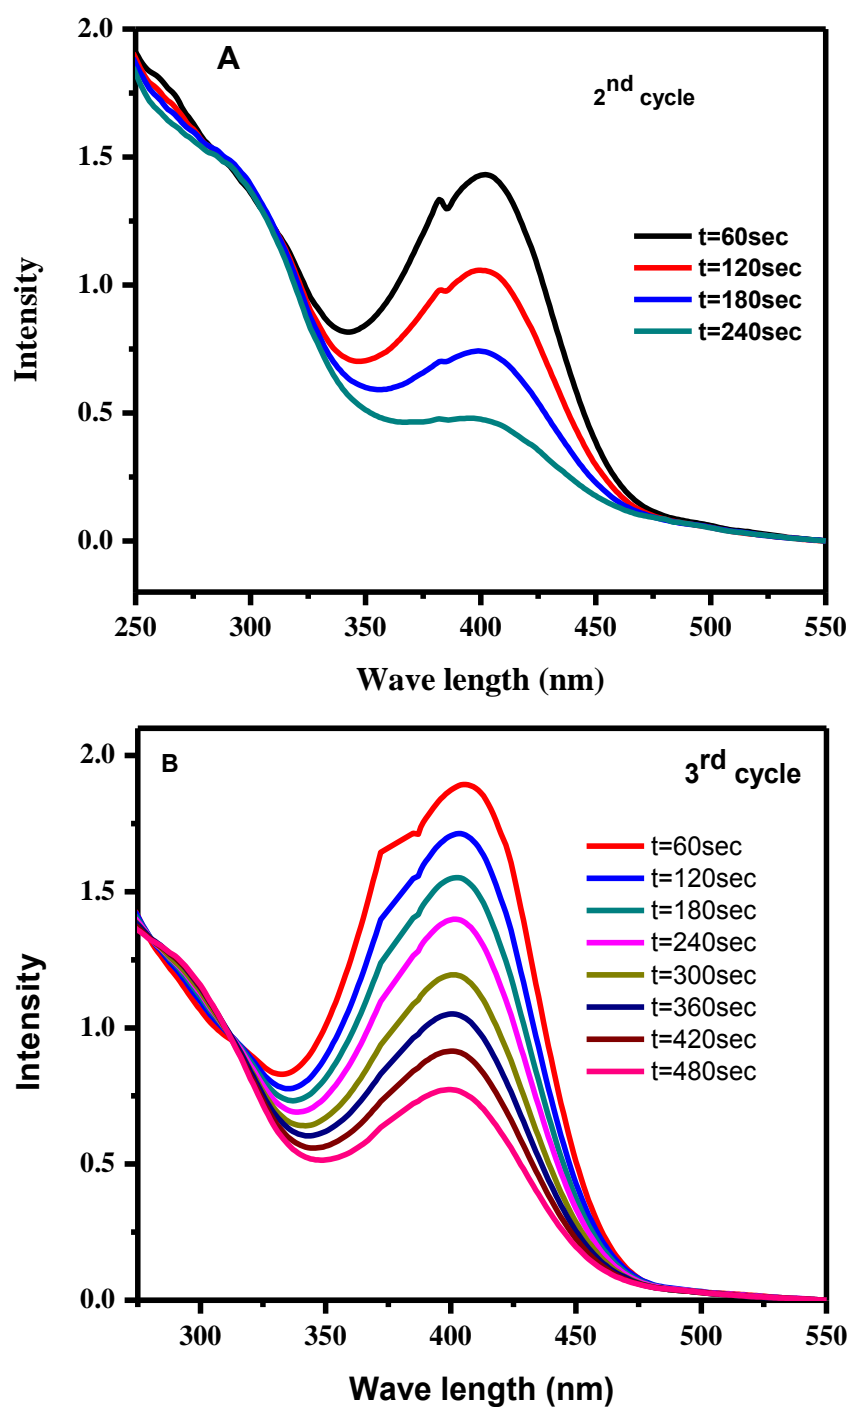 2.0
A
2nd cycle
1.5
t=60sec
1.0
t=120sec
t=180sec
t=240sec
0.5
0.0
Intensity
250 300 350 400 450 500 550
Wave length (nm)
2.0
B
3rd cycle
t=60sec
1.5
t=120sec
t=180sec
t=240sec
t=300sec
1.0
t=360sec
t=420sec
t=480sec
0.5
0.0
Intensity
300 350 400 450 500 550
Wave length (nm)